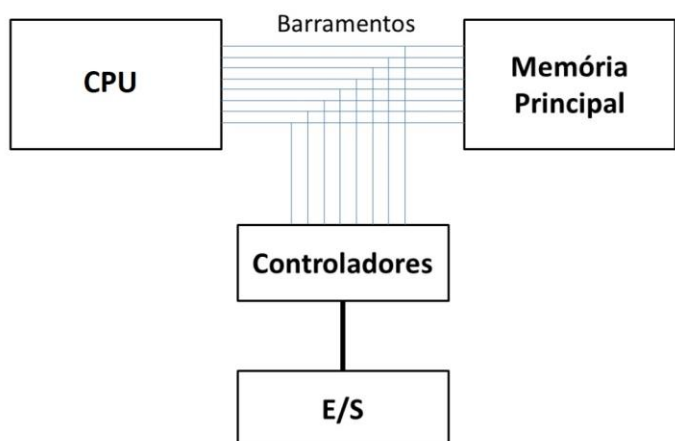 Barramentos
CPU
Memória
Principal
Controladores
E/S